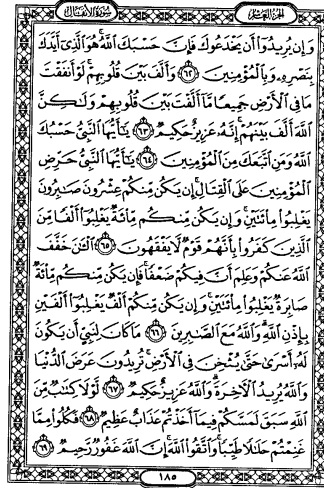 الجزء العاشر
سورة الأنفال
وَإِن يُرِيدُوٓا۟ أَن يَخْدَعُوكَ فَإِنَّ حَسْبَكَ ٱللَّهُ هُوَ ٱلَّذِىٓ أَيَّدَكَ
بِنَصْرِهِۦ وَبِٱلْمُؤْمِنِينَ ٦٢ وَأَلَّفَ بَيْنَ قُلُوبِهِمْ لَوْ أَنفَقْتَ
مَا فِى ٱلْأَرْضِ جَمِيعًا مَّآ أَلَّفْتَ بَيْنَ قُلُوبِهِمْ وَلَٰكِنَّ
ٱللَّهَ أَلَّفَ بَيْنَهُمْ إِنَّهُۥ عَزِيزٌ حَكِيمٌ ٦٣ يَٰٓأَيُّهَا ٱلنَّبِىُّ حَسْبُكَ
ٱللَّهُ وَمَنِ ٱتَّبَعَكَ مِنَ ٱلْمُؤْمِنِينَ ٦٤ يَٰٓأَيُّهَا ٱلنَّبِىُّ حَرِّضِ
ٱلْمُؤْمِنِينَ عَلَى ٱلْقِتَالِ إِن يَكُن مِّنكُمْ عِشْرُونَ صَٰبِرُونَ
يَغْلِبُوا۟ مِا۟ئَتَيْنِ وَإِن يَكُن مِّنكُم مِّا۟ئَةٌ يَغْلِبُوٓا۟ أَلْفًا مِّنَ
ٱلَّذِينَ كَفَرُوا۟ بِأَنَّهُمْ قَوْمٌ لَّا يَفْقَهُونَ ٦٥ ٱلْـَٰٔنَ خَفَّفَ
ٱللَّهُ عَنكُمْ وَعَلِمَ أَنَّ فِيكُمْ ضَعْفًا فَإِن يَكُن مِّنكُم مِّا۟ئَةٌ
صَابِرَةٌ يَغْلِبُوا۟ مِا۟ئَتَيْنِ وَإِن يَكُن مِّنكُمْ أَلْفٌ يَغْلِبُوٓا۟ أَلْفَيْنِ
بِإِذْنِ ٱللَّهِ وَٱللَّهُ مَعَ ٱلصَّٰبِرِينَ ٦٦ مَا كَانَ لِنَبِىٍّ أَن يَكُونَ
لَهُۥٓ أَسْرَىٰ حَتَّىٰ يُثْخِنَ فِى ٱلْأَرْضِ تُرِيدُونَ عَرَضَ ٱلدُّنْيَا
وَٱللَّهُ يُرِيدُ ٱلْـَٔاخِرَةَ وَٱللَّهُ عَزِيزٌ حَكِيمٌ ٦٧ لَّوْلَا كِتَٰبٌ مِّنَ
ٱللَّهِ سَبَقَ لَمَسَّكُمْ فِيمَآ أَخَذْتُمْ عَذَابٌ عَظِيمٌ ٦٨ فَكُلُوا۟ مِمَّا
غَنِمْتُمْ حَلَٰلًا طَيِّبًا وَٱتَّقُوا۟ ٱللَّهَ إِنَّ ٱللَّهَ غَفُورٌ رَّحِيمٌ ٦٩
١٨٥